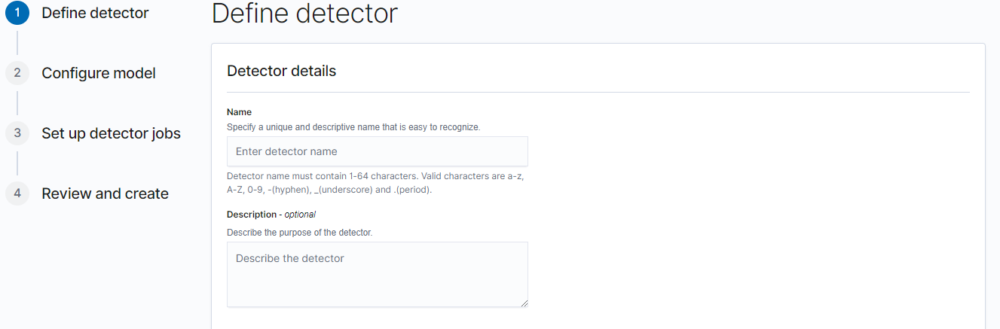 1 Define detector
2 Configure model
3 Set up detector jobs
4 Review and create
Define detector
Detector details
Name
Specify a unique and descriptive name that is easy to recognize.
Enter detector name
Detector name must contain 1-64 characters. Valid characters are a-z,
A-Z, 0-9, -(hyphen), _(underscore) and .(period).
Description - optional
Describe the purpose of the detector.
Describe the detector